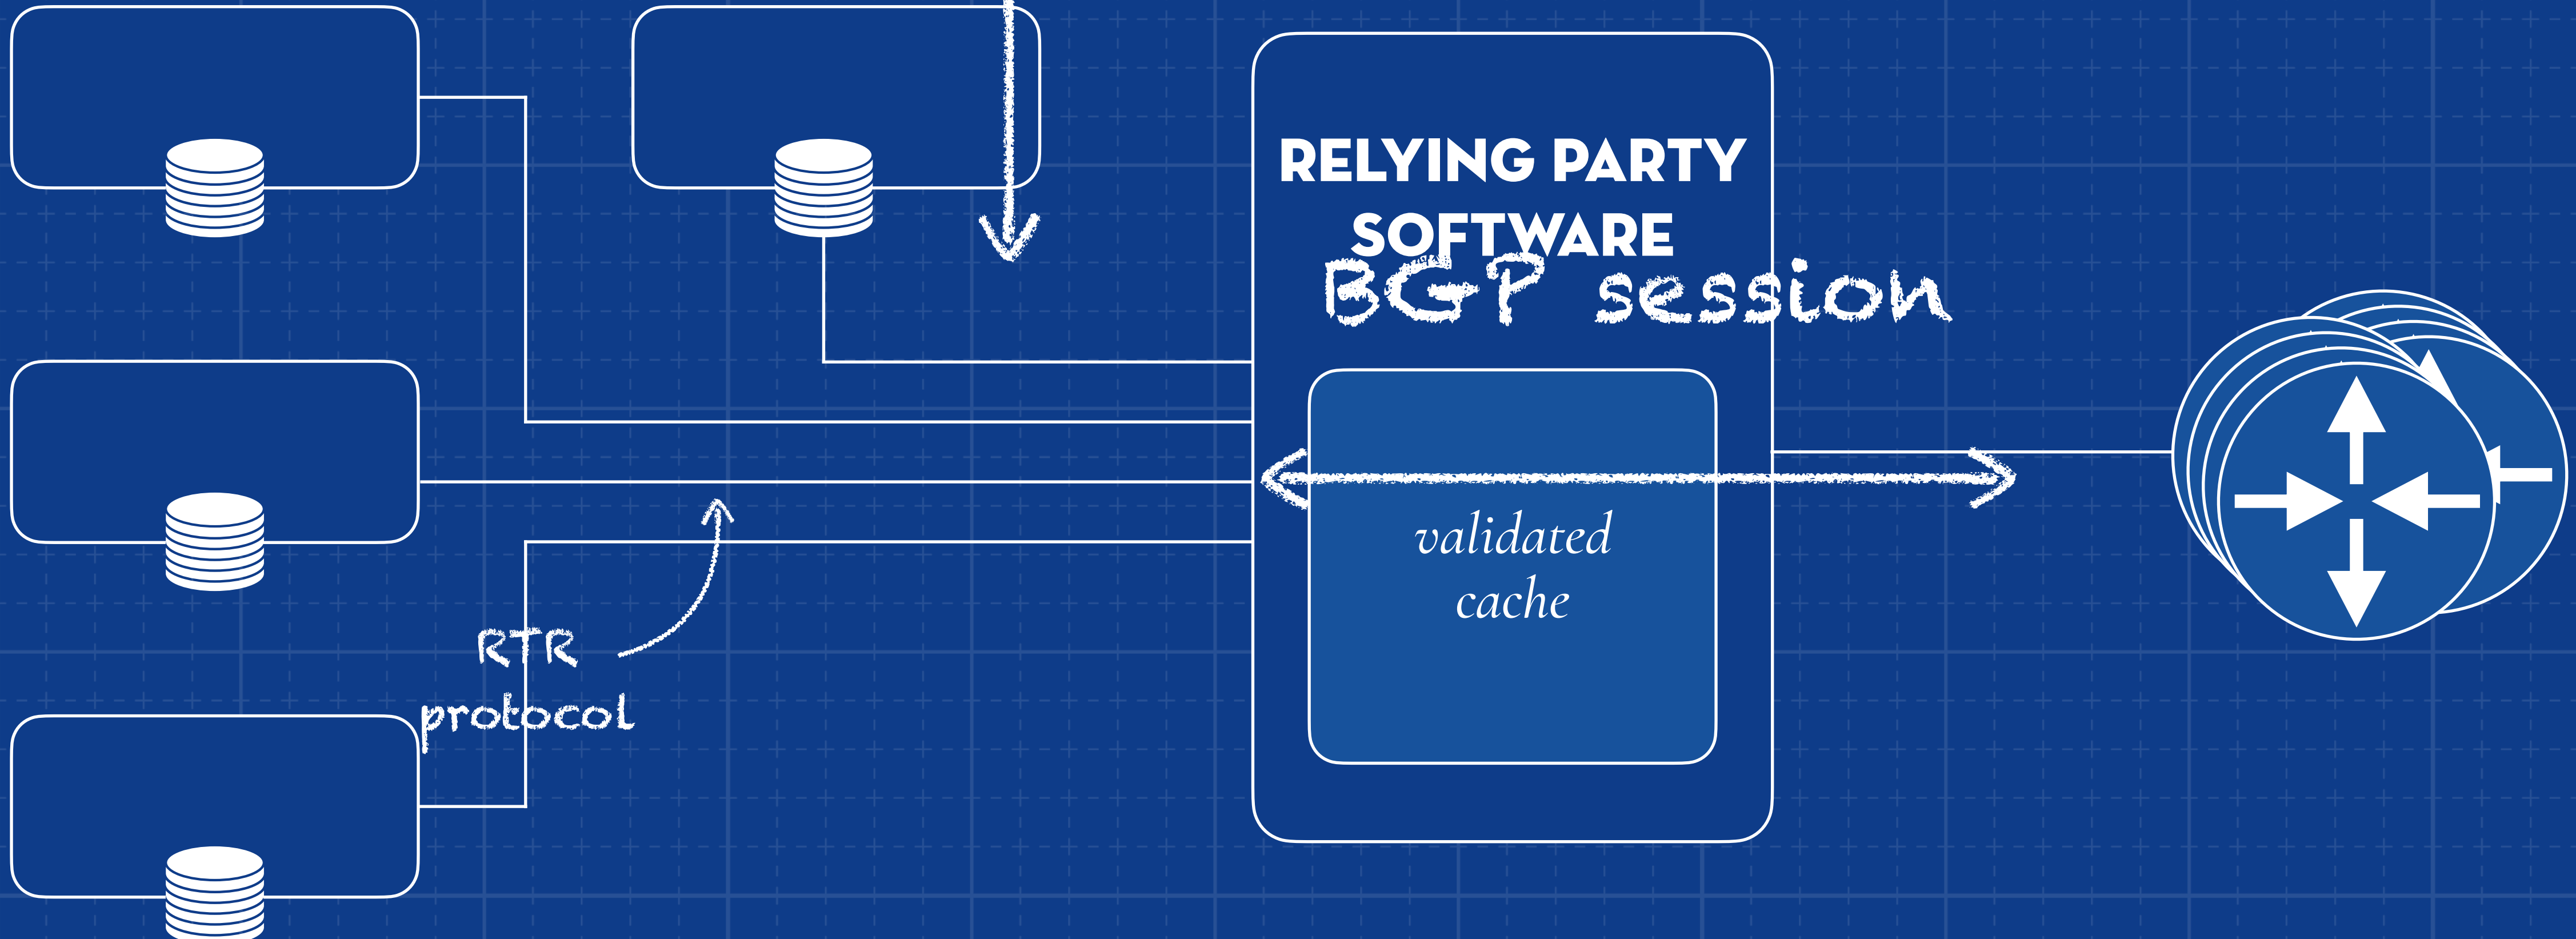 RELYING PARTY
SOFTWARE
BGP session
validated
cache
RTR
protocol